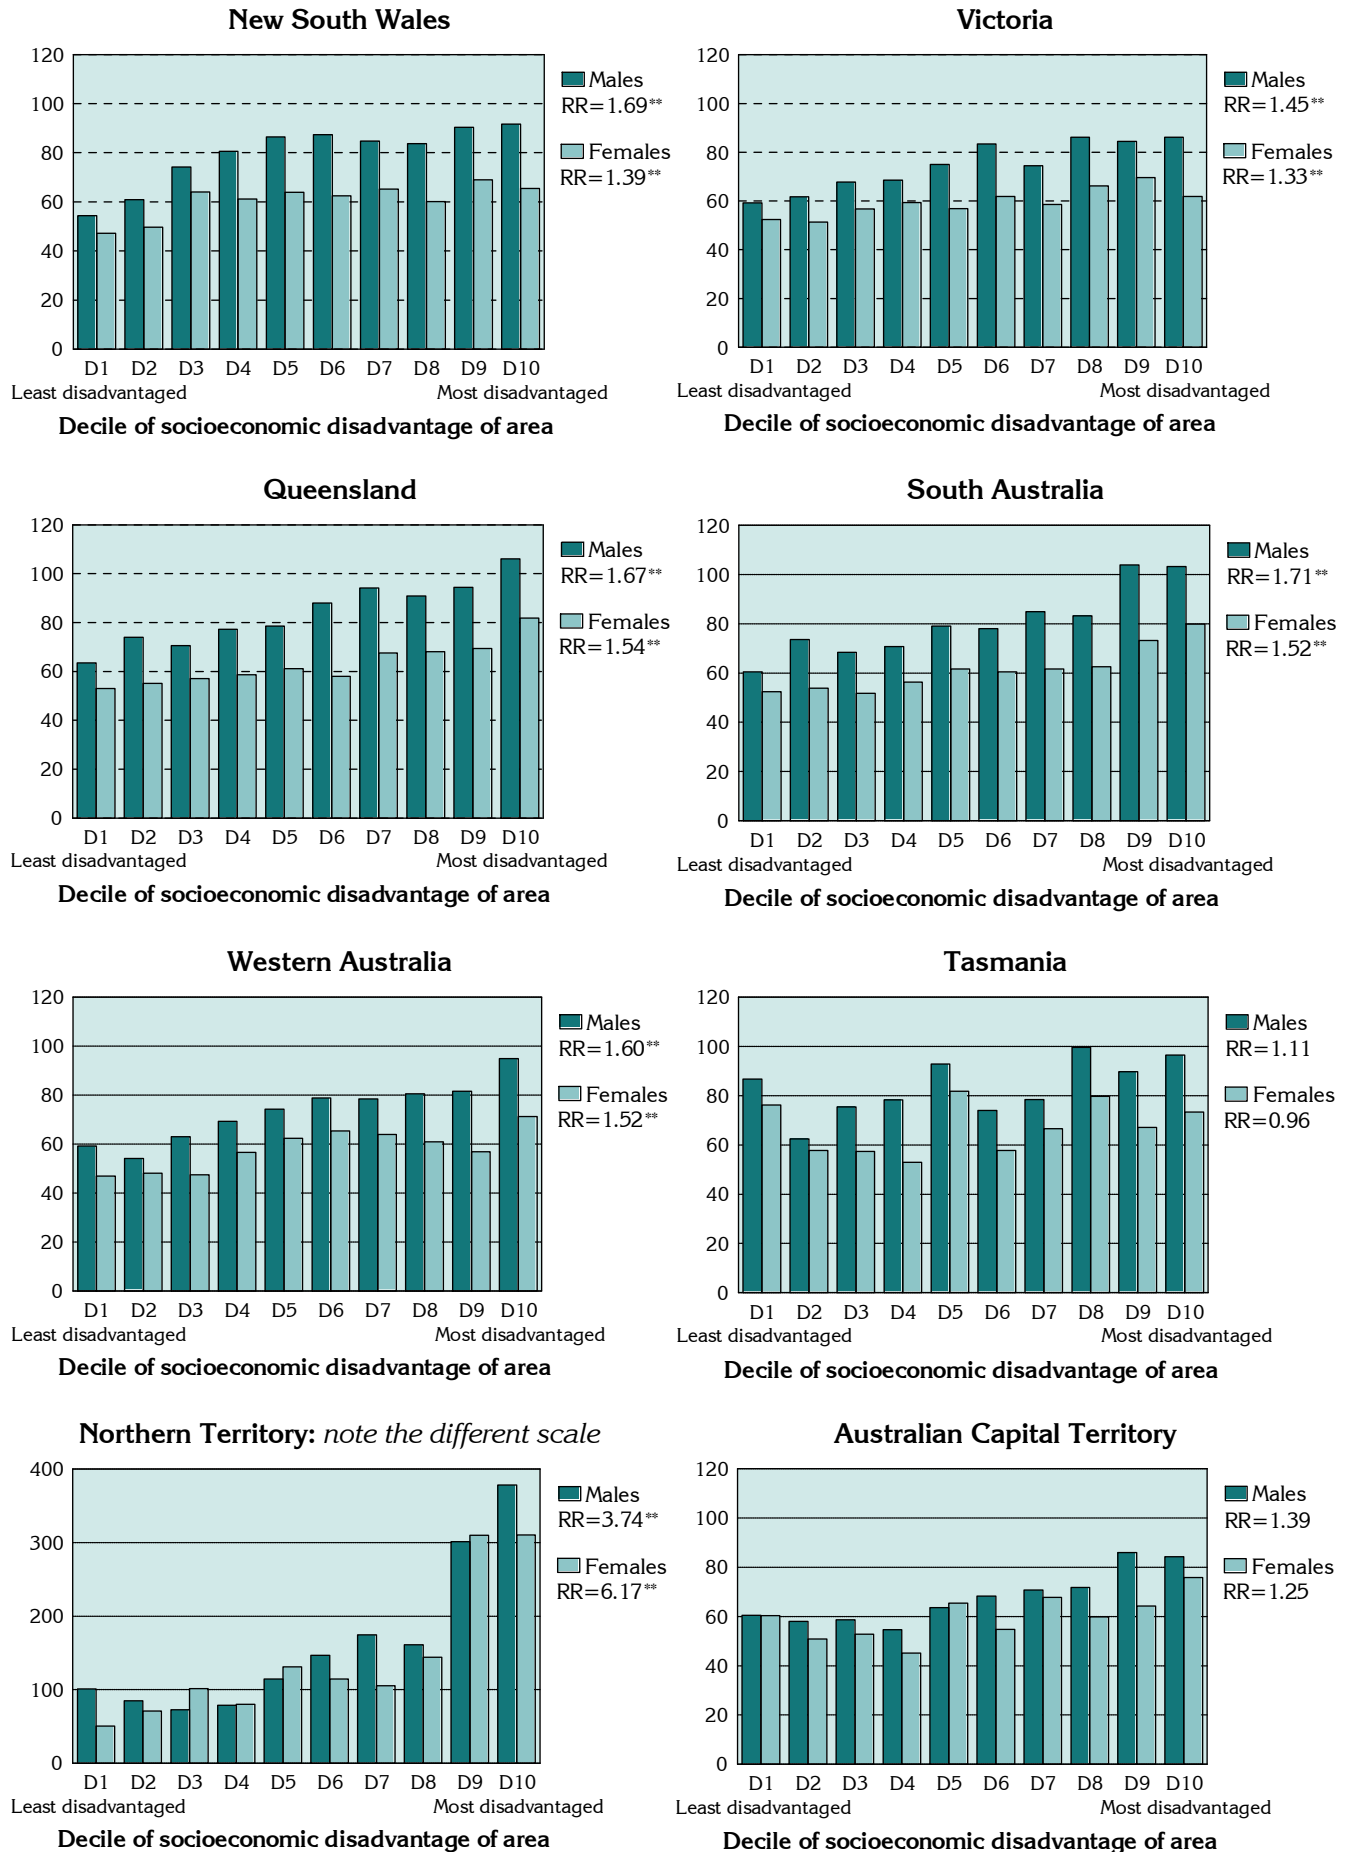 New South Wales
120
100
80
60
40
20
0
D1 D2 D3 D4 D5 D6 D7 D8 D9 D10
Least disadvantaged Most disadvantaged
Decile of socioeconomic disadvantage of area
Males
RR=1.69**
Females
RR=1.39**
Victoria
120
100
80
60
40
20
0
D1 D2 D3 D4 D5 D6 D7 D8 D9 D10
Least disadvantaged Most disadvantaged
Decile of socioeconomic disadvantage of area
Males
RR=1.45**
Females
RR=1.33**
Queensland
120
100
80
60
40
20
0
D1 D2 D3 D4 D5 D6 D7 D8 D9 D10
Least disadvantaged Most disadvantaged
Decile of socioeconomic disadvantage of area
Males
RR=1.67**
Females
RR=1.54**
South Australia
120
100
80
60
40
20
0
D1 D2 D3 D4 D5 D6 D7 D8 D9 D10
Least disadvantaged Most disadvantaged
Decile of socioeconomic disadvantage of area
Males
RR=1.71**
Females
RR=1.52**
Western Australia
120
100
80
60
40
20
0
D1 D2 D3 D4 D5 D6 D7 D8 D9 D10
Least disadvantaged Most disadvantaged
Decile of socioeconomic disadvantage of area
Males
RR=1.60**
Females
RR=1.52**
Tasmania
120
100
80
60
40
20
0
D1 D2 D3 D4 D5 D6 D7 D8 D9 D10
Least disadvantaged Most disadvantaged
Decile of socioeconomic disadvantage of area
Males
RR=1.11
Females
RR=0.96
Northern Territory: note the different scale
400
300
200
100
0
D1 D2 D3 D4 D5 D6 D7 D8 D9 D10
Least disadvantaged Most disadvantaged
Decile of socioeconomic disadvantage of area
Males
RR=3.74**
Females
RR=6.17**
Australian Capital Territory
120
100
80
60
40
20
0
D1 D2 D3 D4 D5 D6 D7 D8 D9 D10
Least disadvantaged Most disadvantaged
Decile of socioeconomic disadvantage of area
Males
RR=1.39
Females
RR=1.25